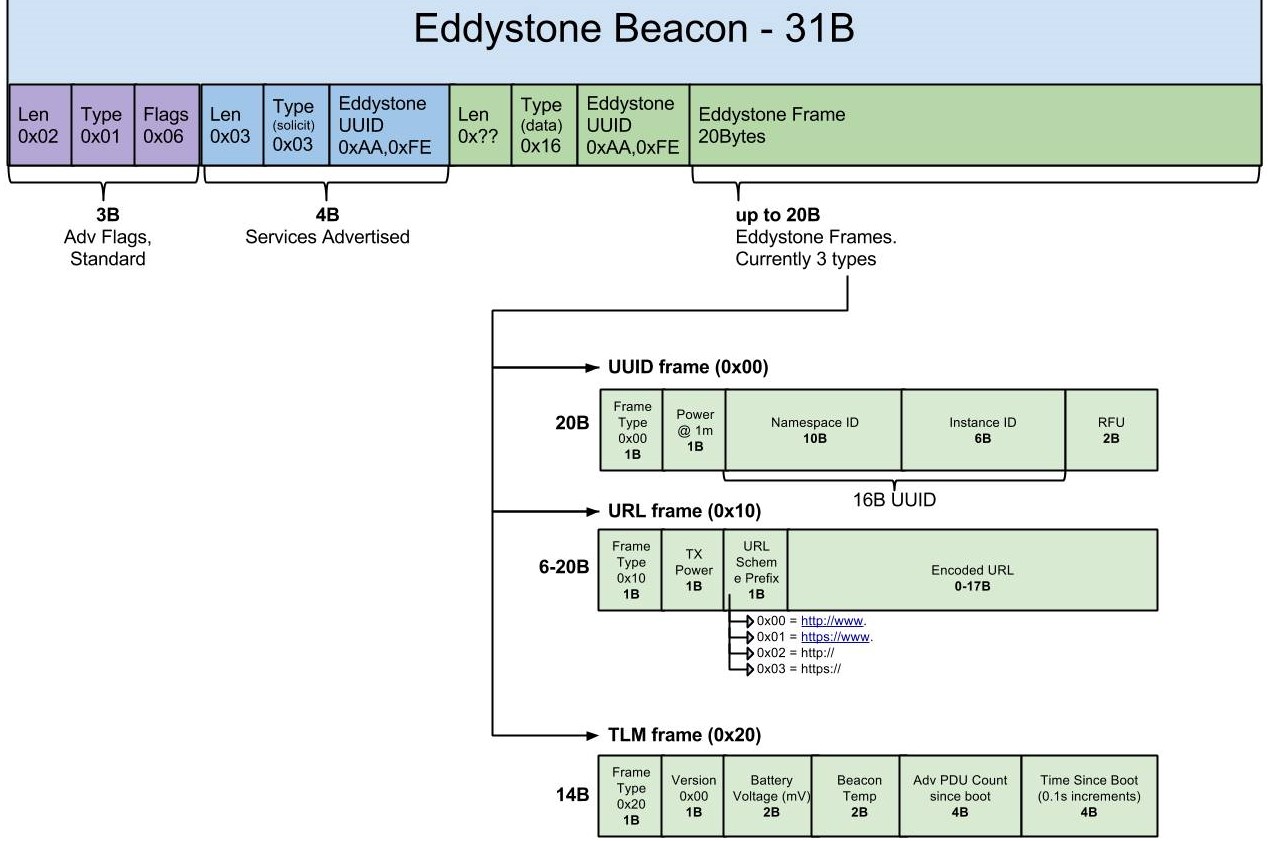 Eddystone Beacon - 31B
Len
0x02
Type
0x01
Flags
0x06
Len
0x03
Type
(solicit)
0x03
Eddystone
UUID
0xAA,0xFE
Len
0x??
Type
(data)
0x16
Eddystone
UUID
0xAA,0xFE
Eddystone Frame
20Bytes
3B
Adv Flags,
Standard
4B
Services Advertised
up to 20B
Eddystone Frames.
Currently 3 types
UUID frame (0x00)
20B
Frame
Type
0x00
1B
Power
@ 1m
1B
Namespace ID
10B
Instance ID
6B
RFU
2B
16B UUID
URL frame (0x10)
6-20B
Frame
Type
0x10
1B
TX
Power
1B
URL
Schem
e Prefix
1B
Encoded URL
0-17B
0x00 = http://www.
0x01 = https://www.
0x02 = http://
0x03 = https://
TLM frame (0x20)
14B
Frame
Type
0x20
1B
Version
0x00
1B
Battery
Voltage (mV)
2B
Beacon
Temp
2B
Adv PDU Count
since boot
4B
Time Since Boot
(0.1s increments)
4B